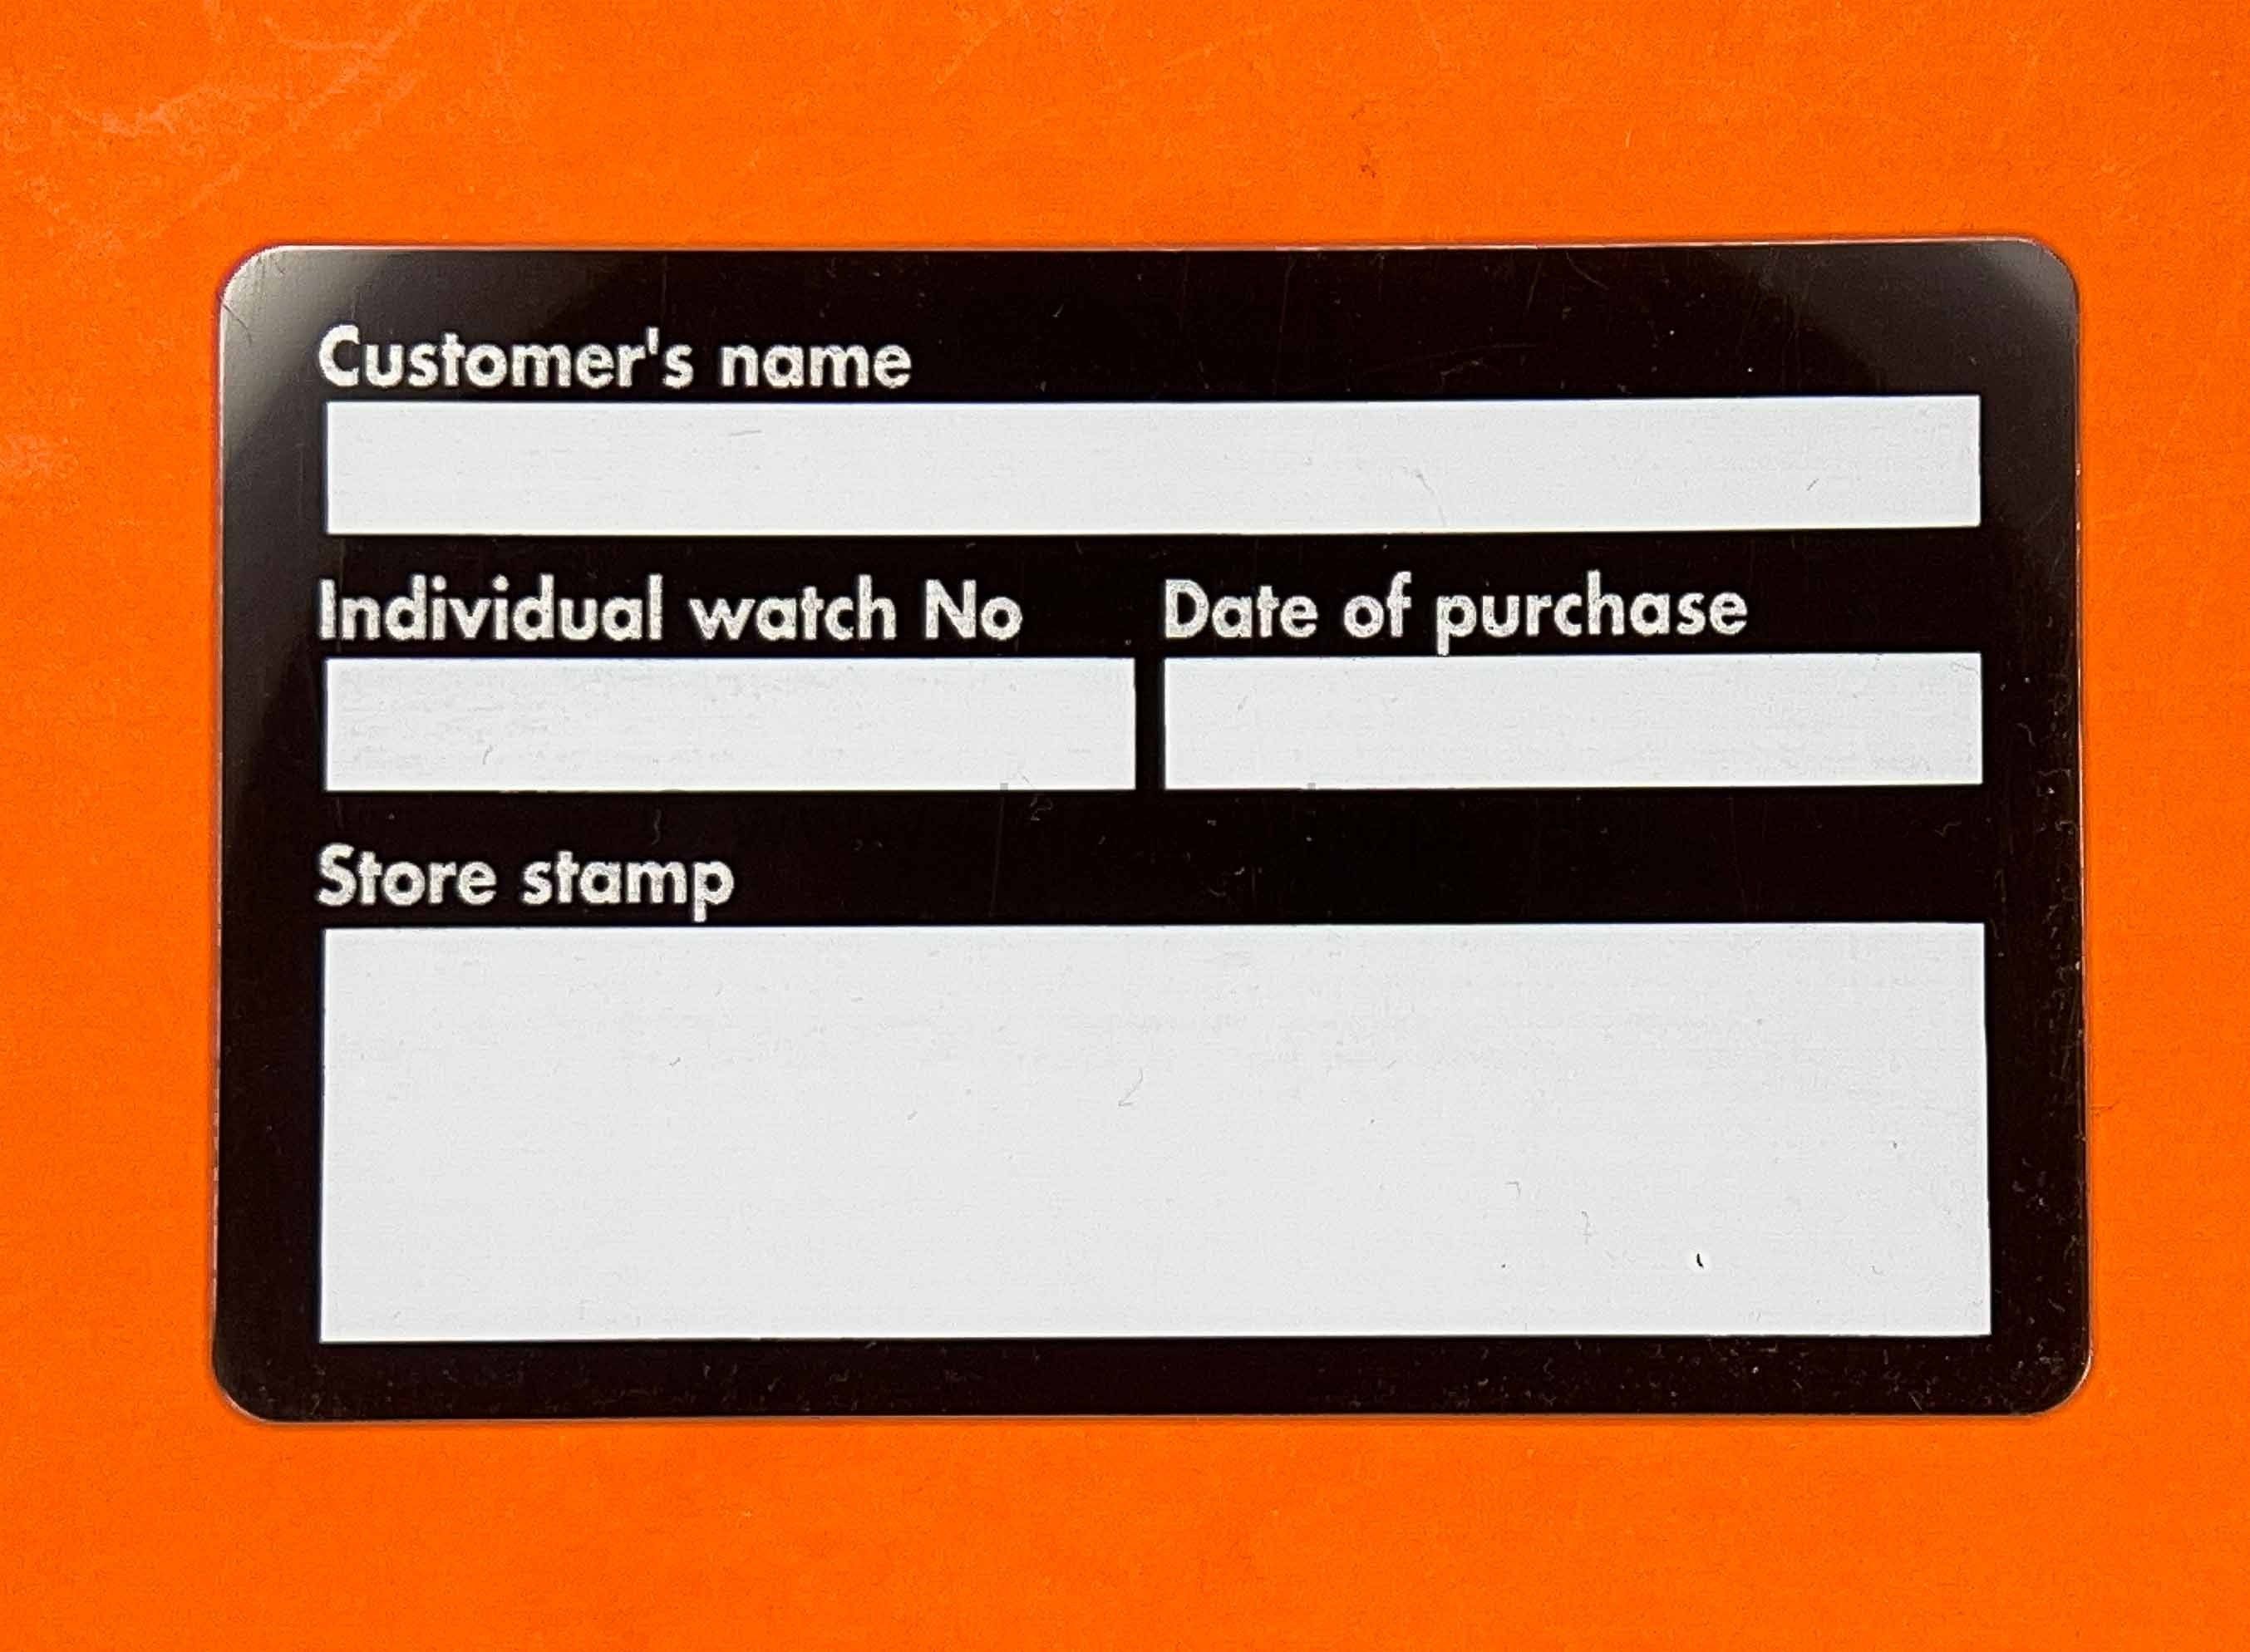 Customer's name
Individual watch No Date of purchase
Store stamp